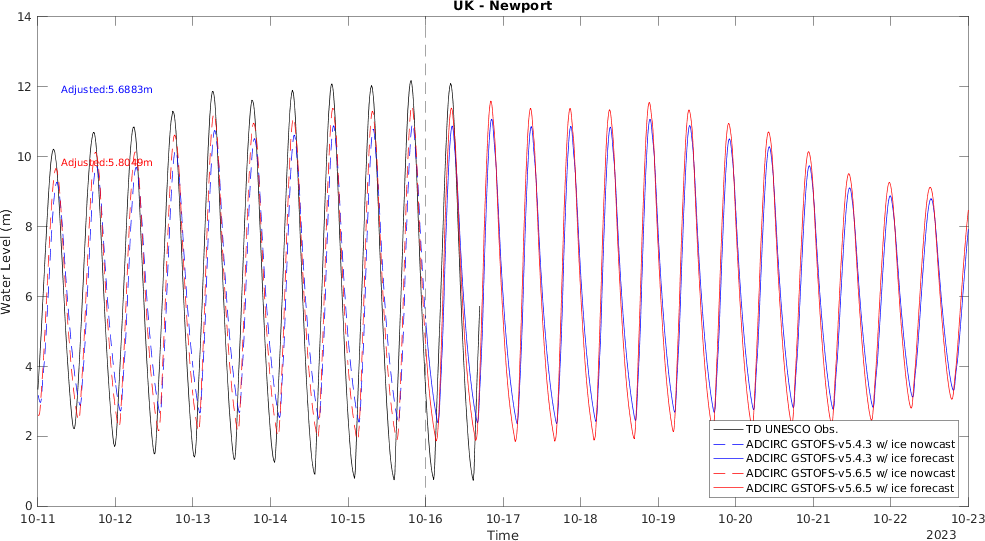 UK - Newport
14
12
10
8
6
4
2
0
Water Level (m)
Adjusted:5.6883m
Adjusted:5.8049m
TD UNESCO Obs.
ADCIRC GSTOFS-v5.4.3 w/ ice nowcast
ADCIRC GSTOFS-v5.4.3 w/ ice forecast
ADCIRC GSTOFS-v5.6.5 w/ ice nowcast
ADCIRC GSTOFS-v5.6.5 w/ ice forecast
10-11 10-12 10-13 10-14 10-15 10-16 10-17 10-18 10-19 10-20 10-21 10-22 10-23
Time
2023